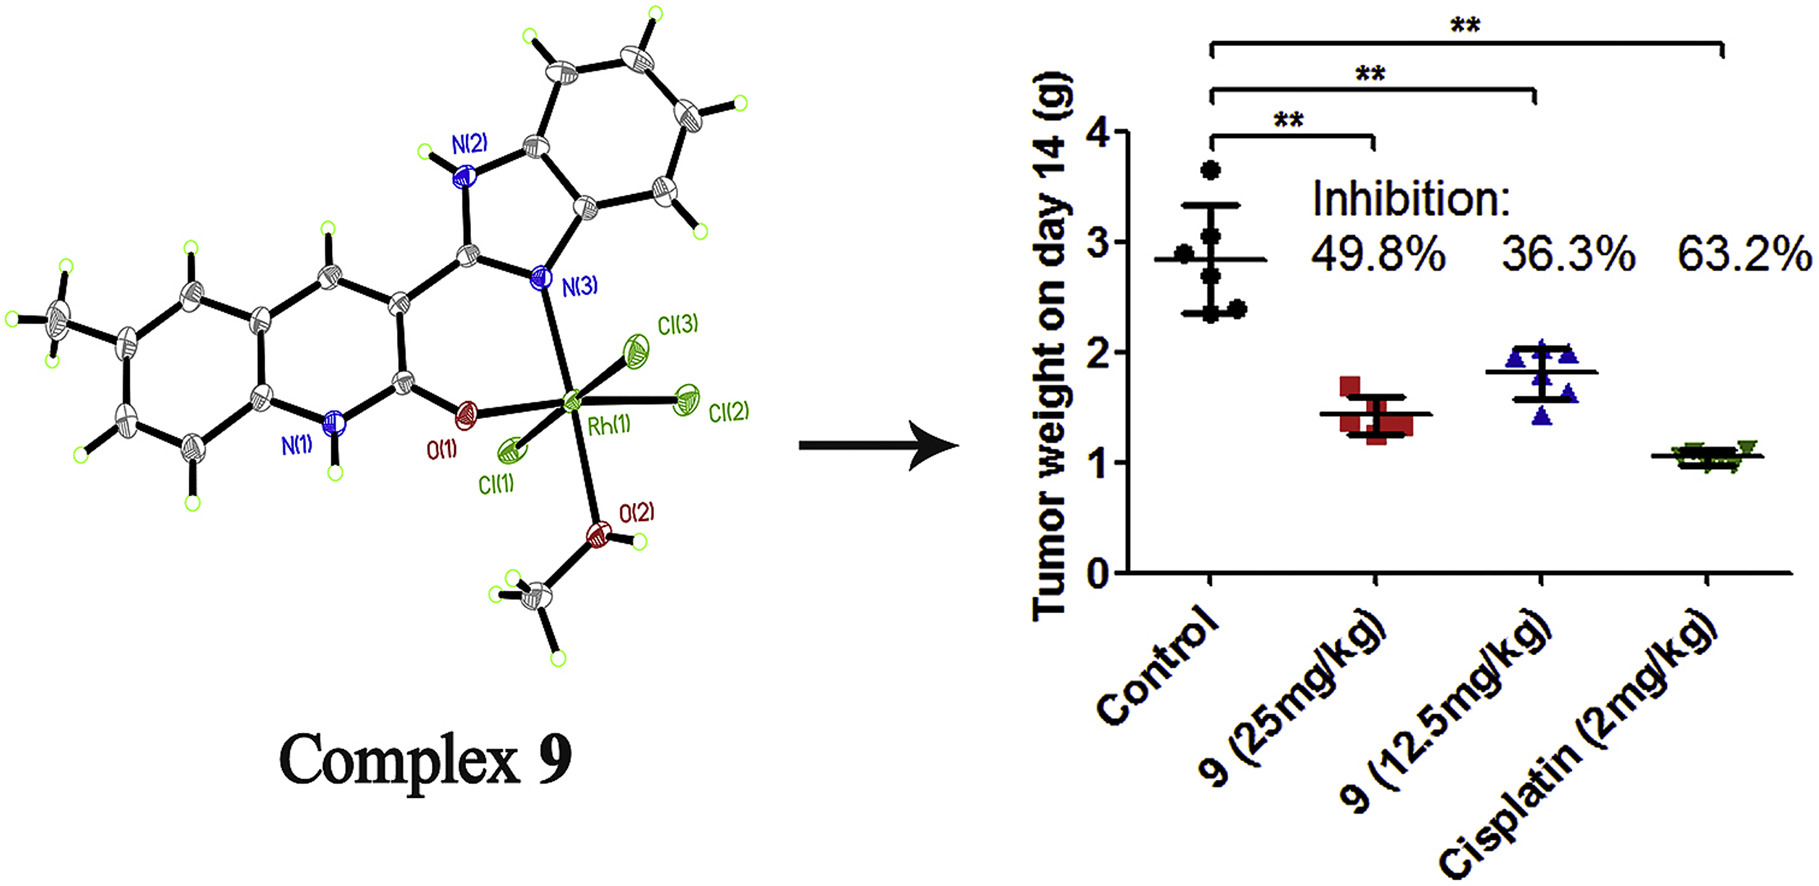 N(2)
N(3)
Cl(3)
Cl(2)
Rh(1)
N(1)
O(1)
Cl(1)
O(2)
Complex 9
**
**
**
Tumor weight on day 14 (g)
4
3
2
1
0
Inhibition:
49.8% 36.3% 63.2%
Control
9 (25mg/kg)
9 (12.5mg/kg)
Cisplatin (2mg/kg)